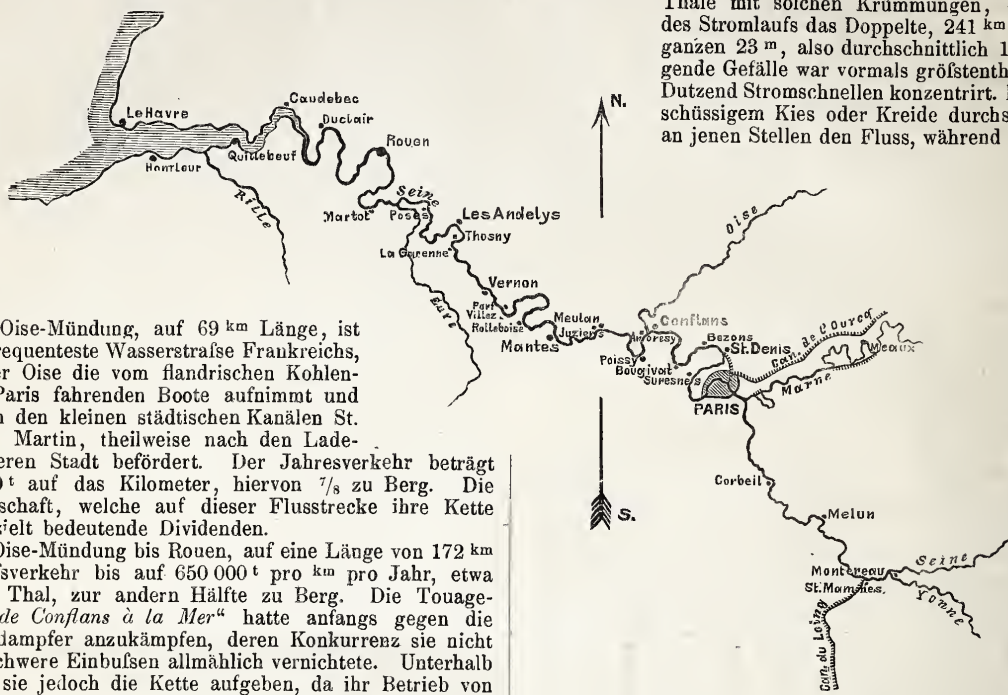 Thale mit solchen Krümmungen,
des Stromlaufs das Doppelte, 241 km
ganzen 23 m, also durchschnittlich 1
gende Gefälle war vormals gröfstenth
Dutzend Stromschnellen konzentrirt.
schüssigem Kies oder Kreide durchs
an jenen Stellen den Fluss, während
N.
Le Havre
Caudebec
Duclair
Rouen
Quillebeuf
Honfleur
Rille
Seine
Martot
Poses
Les Andelys
Thosny
La Garenne
Eure
Oise
Vernon
Port Villez
Rolleboise
Mantes
Meulan
Juziers
Conflans
Andresy
Poissy
Bezons
Bougival
St. Denis
Suresnes
Can. de l'Ourcq
Meaux
Marne
PARIS
Corbeil
Melun
Montereau
Seine
St. Mammès.
Yonne
Can. du Loing
S.
Oise-Mündung, auf 69 km Länge, ist
requenteste Wasserstrafse Frankreichs,
er Oise die vom flandrischen Kohlen-
Paris fahrenden Boote aufnimmt und
n den kleinen städtischen Kanälen St.
Martin, theilweise nach den Lade-
eren Stadt befördert. Der Jahresverkehr beträgt
t auf das Kilometer, hiervon 7/8 zu Berg. Die
schaft, welche auf dieser Flusstrecke ihre Kette
ielt bedeutende Dividenden.
Oise-Mündung bis Rouen, auf eine Länge von 172 km
fsverkehr bis auf 650 000 t pro km pro Jahr, etwa
Thal, zur andern Hälfte zu Berg. Die Touage-
de Conflans à la Mer“ hatte anfangs gegen die
dampfer anzukämpfen, deren Konkurrenz sie nicht
chwere Einbufsen allmählich vernichtete. Unterhalb
sie jedoch die Kette aufgeben, da ihr Betrieb von